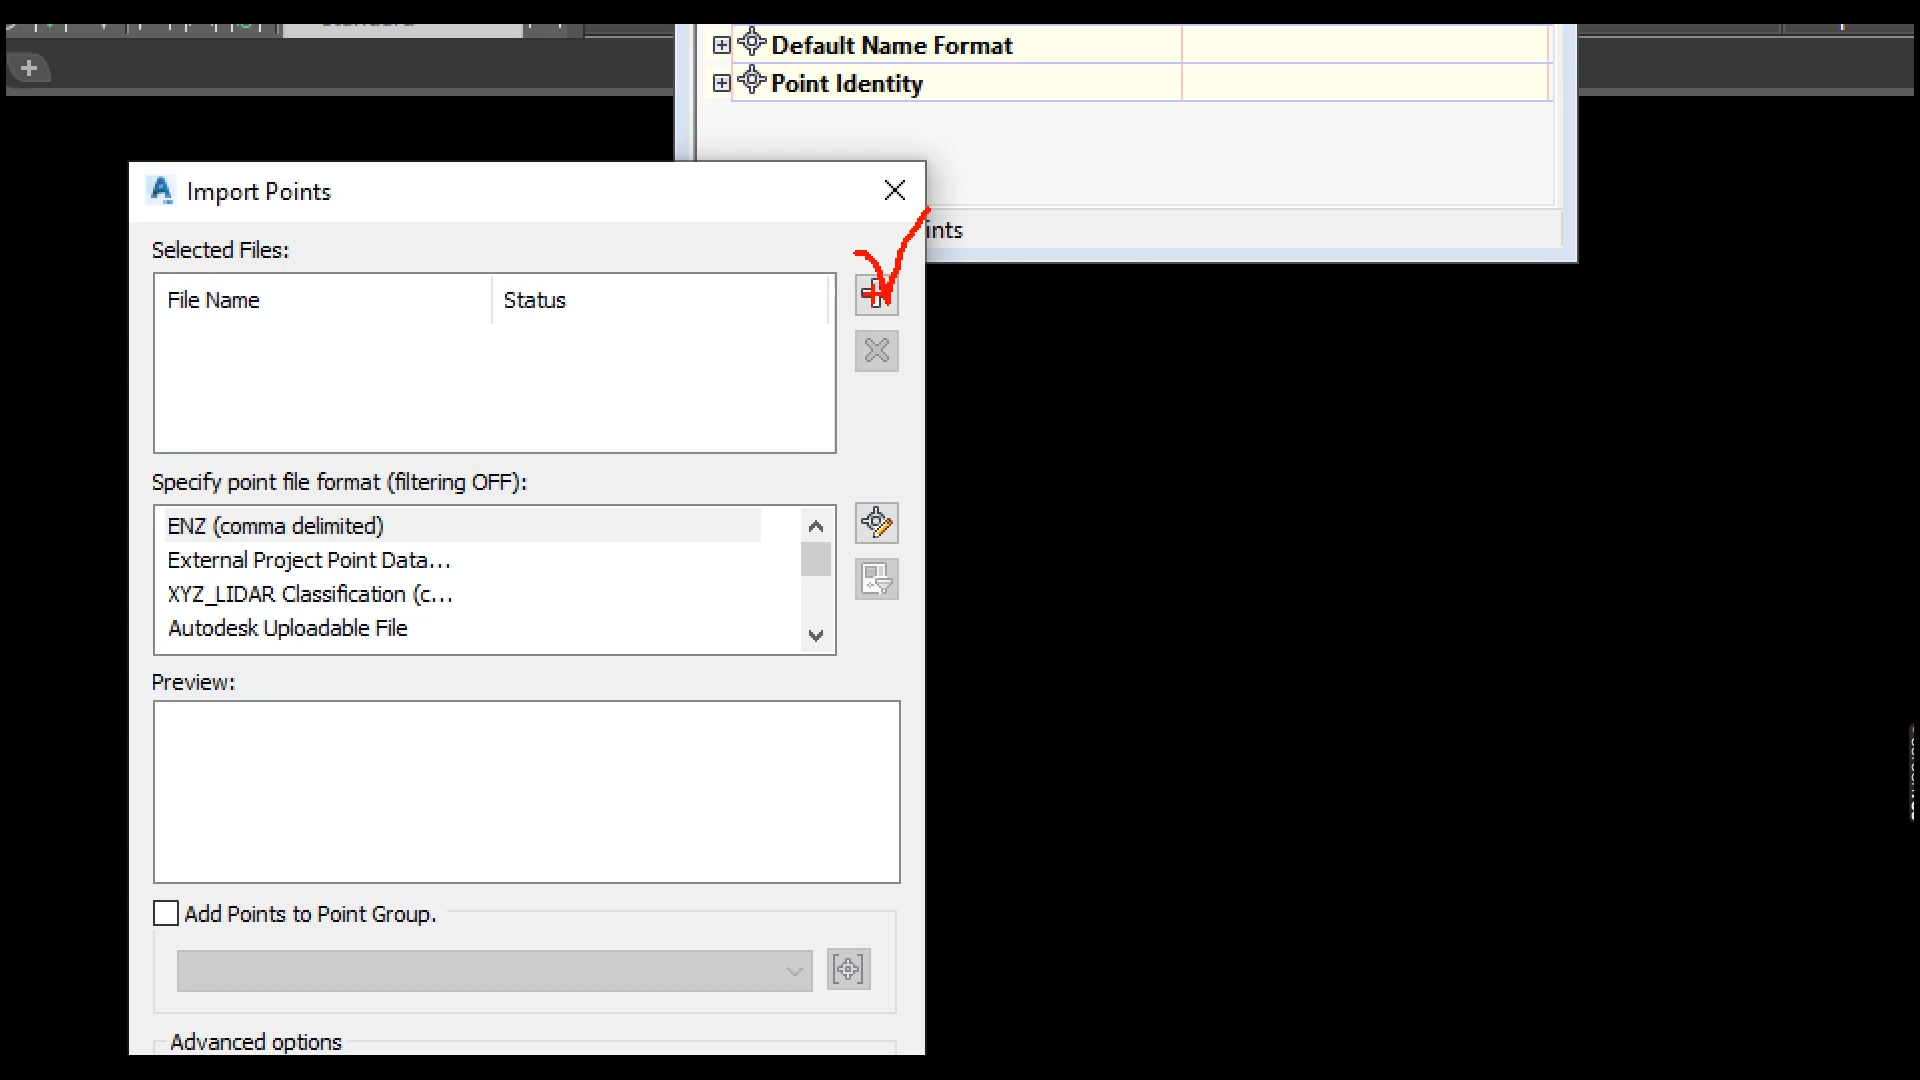 Default Name Format
Point Identity
ints
Import Points
Selected Files:
File Name Status
Specify point file format (filtering OFF):
ENZ (comma delimited)
External Project Point Data...
XYZ_LIDAR Classification (c...
Autodesk Uploadable File
Preview:
Add Points to Point Group.
Advanced options